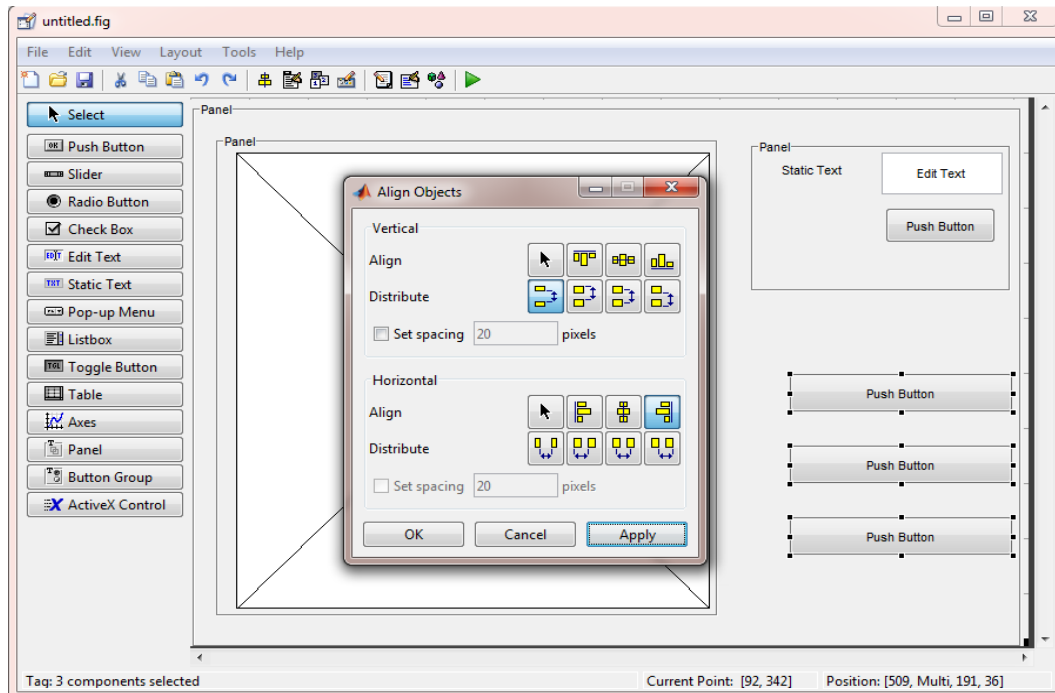 untitled.fig
File Edit View Layout Tools Help
Select
Push Button
Slider
Radio Button
Check Box
Edit Text
Static Text
Pop-up Menu
Listbox
Toggle Button
Table
Axes
Panel
Button Group
ActiveX Control
Panel
Panel
Panel
Static Text
Edit Text
Push Button
Push Button
Push Button
Push Button
Align Objects
Vertical
Align
Distribute
Set spacing 20 pixels
Horizontal
Align
Distribute
Set spacing 20 pixels
OK Cancel Apply
Tag: 3 components selected Current Point: [92, 342] Position: [509, Multi, 191, 36]